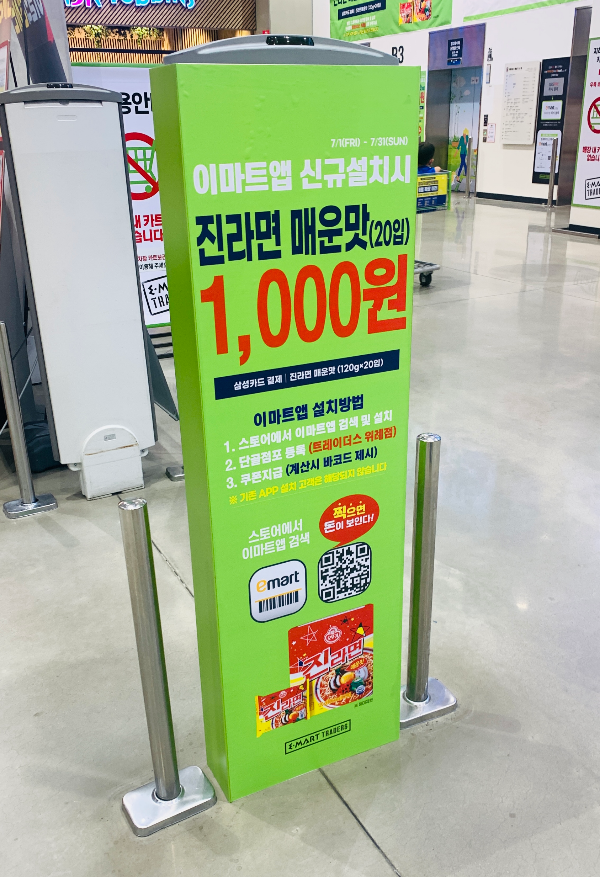 7/1(FRI) - 7/31(SUN)
이마트앱 신규설치시
진라면 매운맛(20입)
1,000원
삼성카드 결제 | 진라면 매운맛 (120g×20입)
이마트앱 설치방법
1. 스토어에서 이마트앱 검색 및 설치
2. 단골점포 등록 (트레이더스 위례점)
3. 쿠폰지급 (계산시 바코드 제시)
※ 기존 APP 설치 고객은 해당되지 않습니다
찍으면
돈이 보인다!
스토어에서
이마트앱 검색
emart
진라면
매운맛
진라면
E·MART TRADERS